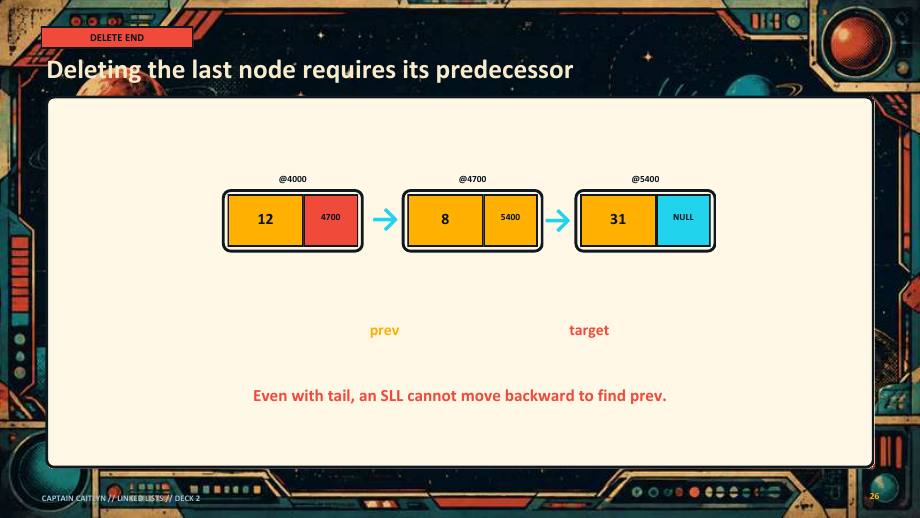 DELETE END
Deleting the last node requires its predecessor
@4000 @4700 @5400
12 4700 8 5400 31 NULL
prev target
Even with tail, an SLL cannot move backward to find prev.
CAPTAIN CAITLYN // LINKED LISTS // DECK 2 26